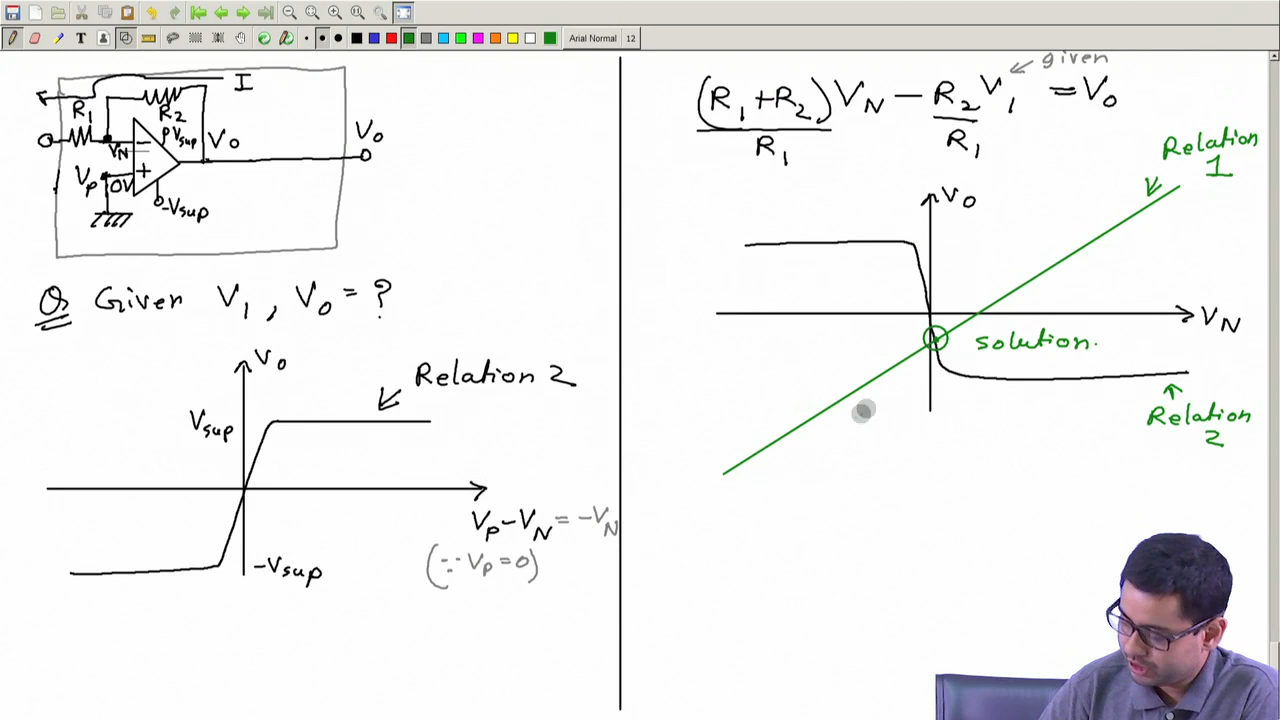 Arial Normal 12
I
R1 R2
VN Vsup Vo Vo
Vp 0V
-Vsup
Q Given V1, Vo = ?
Vo
Relation 2
Vsup
Vp-VN = -VN
(∵ Vp=0)
-Vsup
given
(R1+R2)/R1 VN - R2/R1 V1 = Vo
Relation
1
Vo
VN
solution.
Relation
2